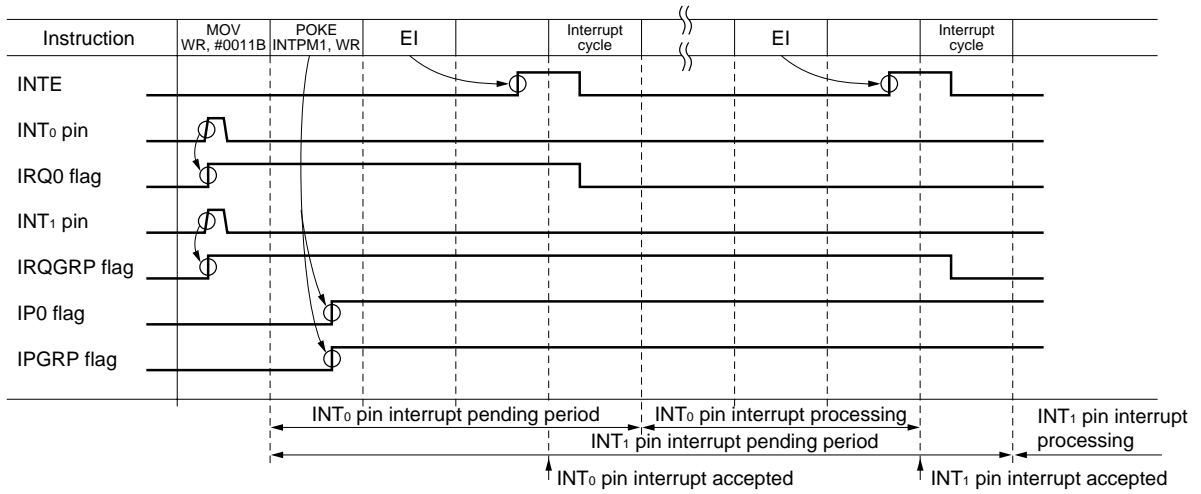 Instruction
MOV
WR, #0011B
POKE
INTPM1, WR
EI
Interrupt
cycle
EI
Interrupt
cycle
INTE
INT0 pin
IRQ0 flag
INT1 pin
IRQGRP flag
IP0 flag
IPGRP flag
INT0 pin interrupt pending period
INT0 pin interrupt processing
INT1 pin interrupt pending period
INT1 pin interrupt
processing
INT0 pin interrupt accepted
INT1 pin interrupt accepted